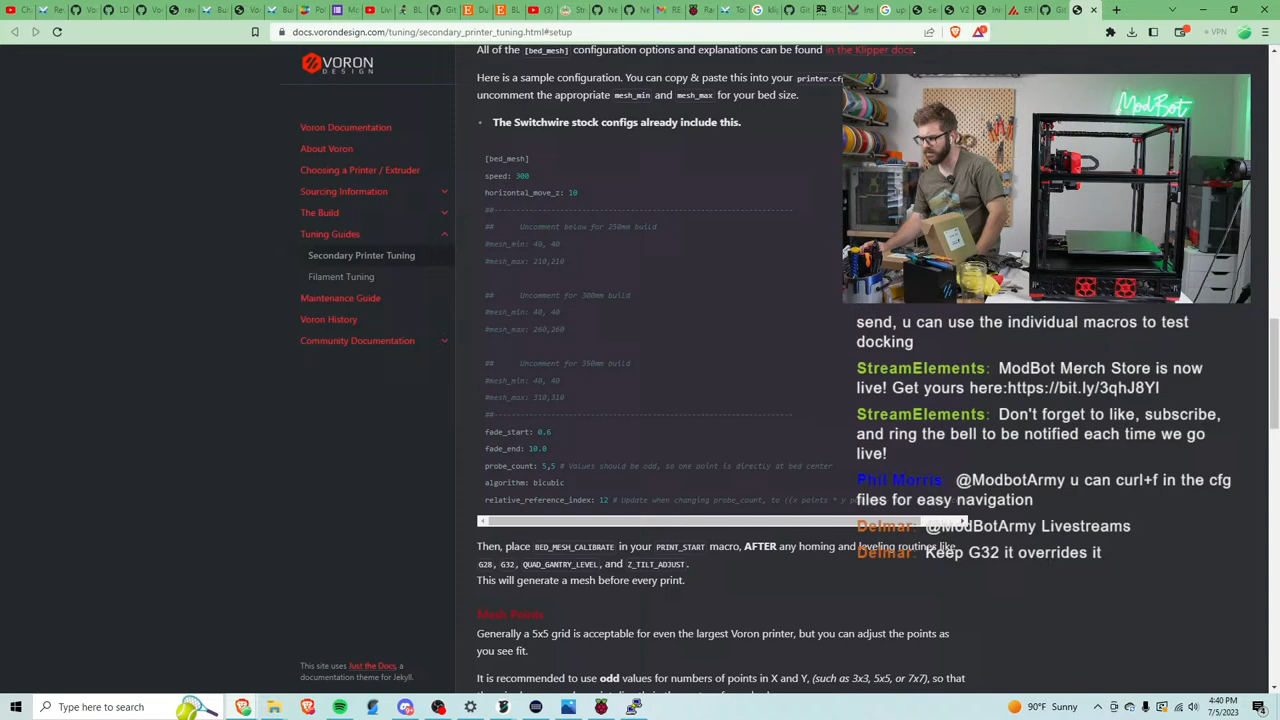 docs.vorondesign.com/tuning/secondary_printer_tuning.html#setup
VPN
VORON
DESIGN
Voron Documentation
About Voron
Choosing a Printer / Extruder
Sourcing Information
The Build
Tuning Guides
Secondary Printer Tuning
Filament Tuning
Maintenance Guide
Voron History
Community Documentation
This site uses Just the Docs, a
documentation theme for Jekyll.
All of the [bed_mesh] configuration options and explanations can be found in the Klipper docs.
Here is a sample configuration. You can copy & paste this into your printer.cf
uncomment the appropriate mesh_min and mesh_max for your bed size.
• The Switchwire stock configs already include this.
[bed_mesh]
speed: 300
horizontal_move_z: 10
##--------------------------------------------------------------------
## Uncomment below for 250mm build
#mesh_min: 40, 40
#mesh_max: 210,210
## Uncomment for 300mm build
#mesh_min: 40, 40
#mesh_max: 260,260
## Uncomment for 350mm build
#mesh_min: 40, 40
#mesh_max: 310,310
##--------------------------------------------------------------------
fade_start: 0.6
fade_end: 10.0
probe_count: 5,5 # Values should be odd, so one point is directly at bed center
algorithm: bicubic
relative_reference_index: 12 # Update when changing probe_count, to ((x points * y
Then, place BED_MESH_CALIBRATE in your PRINT_START macro, AFTER any homing and leveling routines like
G28, G32, QUAD_GANTRY_LEVEL, and Z_TILT_ADJUST.
This will generate a mesh before every print.
Mesh Points
Generally a 5x5 grid is acceptable for even the largest Voron printer, but you can adjust the points as
you see fit.
It is recommended to use odd values for numbers of points in X and Y, (such as 3x3, 5x5, or 7x7), so that
ModBot
send, u can use the individual macros to test
docking
StreamElements: ModBot Merch Store is now
live! Get yours here:https://bit.ly/3qhJ8YI
StreamElements: Don't forget to like, subscribe,
and ring the bell to be notified each time we go
live!
Phil Morris @ModbotArmy u can curl+f in the cfg
files for easy navigation
Delmar: @ModBotArmy Livestreams
Delmar: Keep G32 it overrides it
Type here to search
90°F Sunny
4:40 PM
7/5/2023